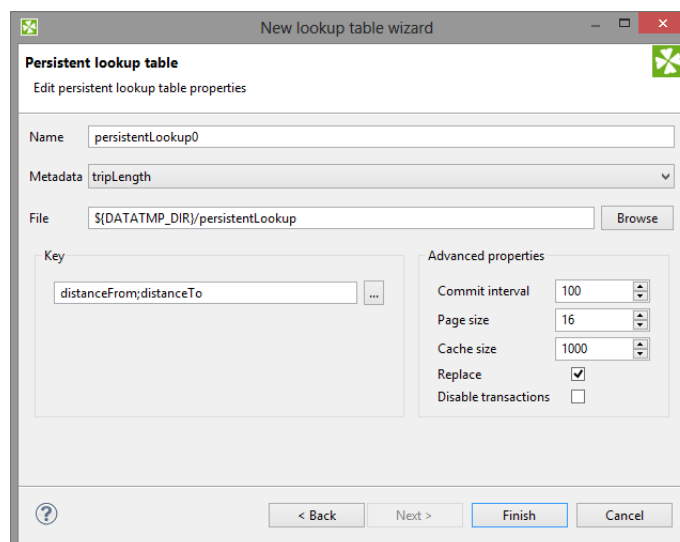 New lookup table wizard
Persistent lookup table
Edit persistent lookup table properties
Name persistentLookup0
Metadata tripLength
File ${DATATMP_DIR}/persistentLookup Browse
Key
distanceFrom;distanceTo ...
Advanced properties
Commit interval 100
Page size 16
Cache size 1000
Replace
Disable transactions
? < Back Next > Finish Cancel